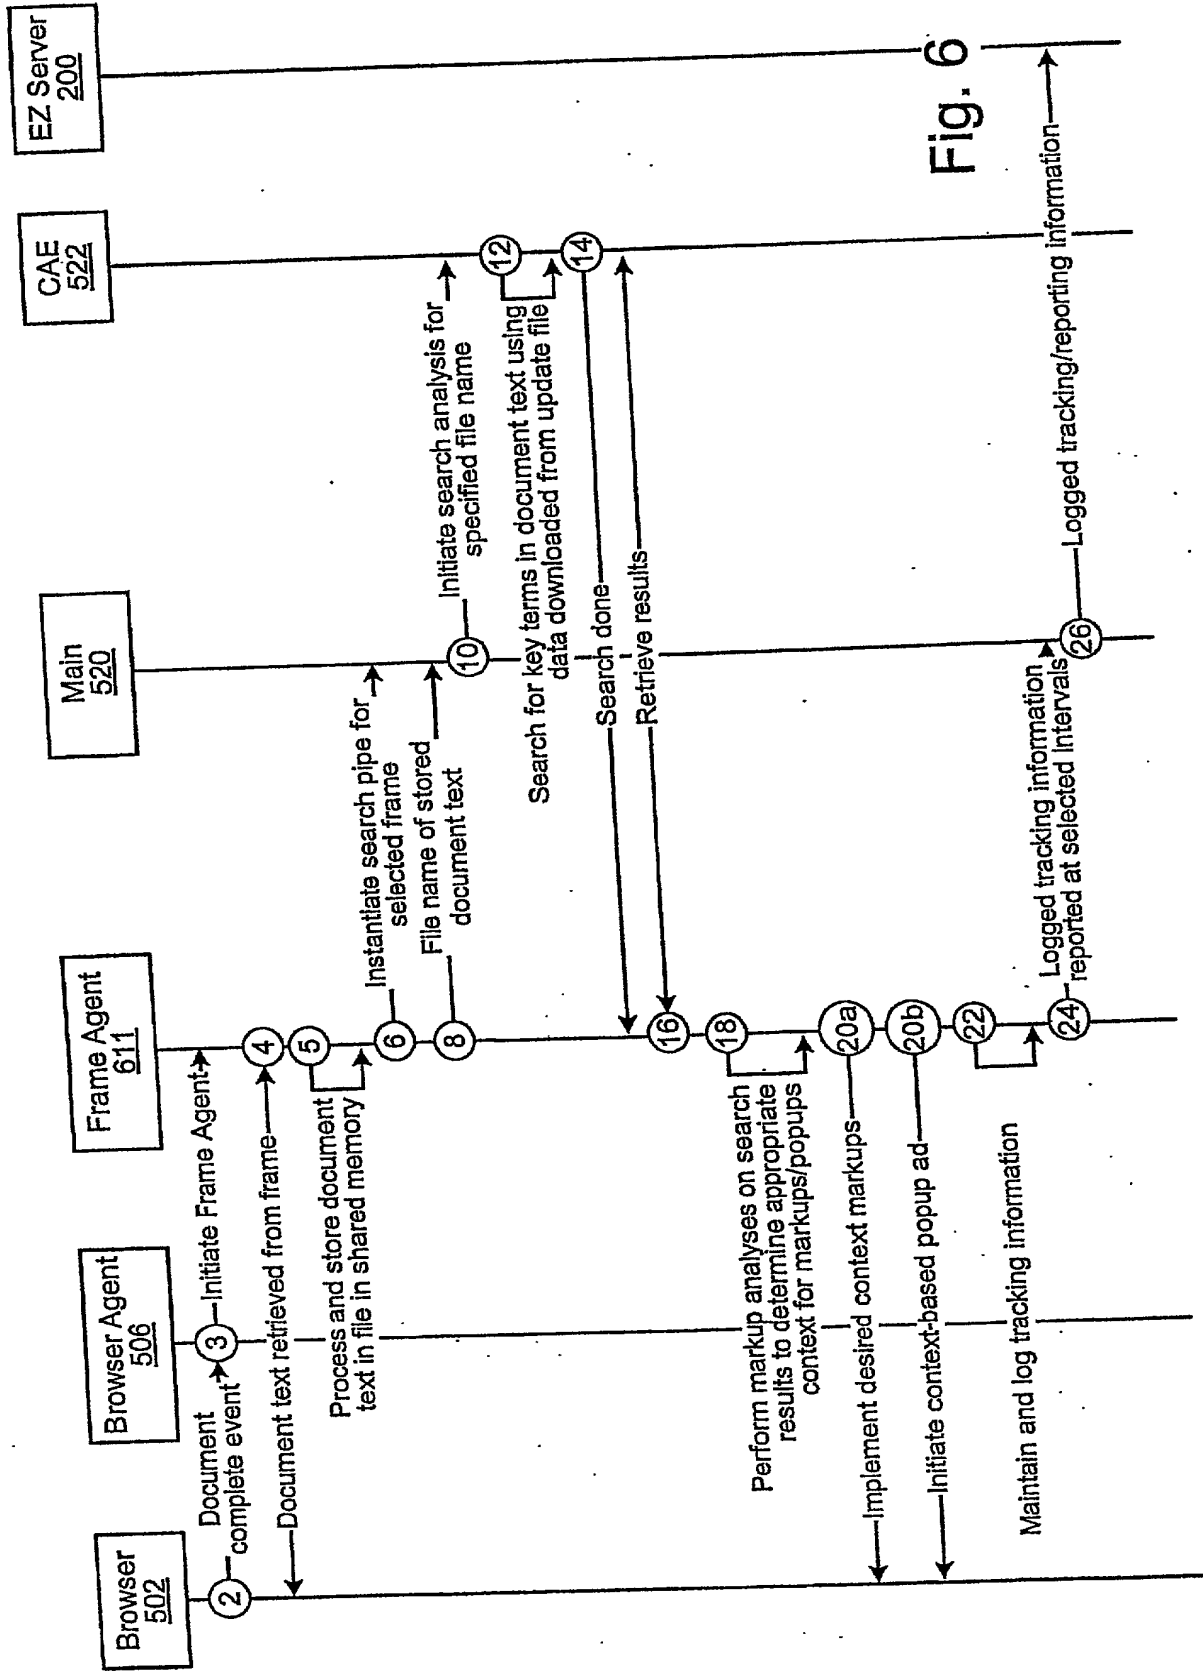 Browser
502
Browser Agent
506
Frame Agent
611
Main
520
CAE
522
EZ Server
200
2
Document
complete event
3
Initiate Frame Agent
4
Document text retrieved from frame
5
Process and store document
text in file in shared memory
6
Instantiate search pipe for
selected frame
8
File name of stored
document text
10
Initiate search analysis for
specified file name
12
Search for key terms in document text using
data downloaded from update file
14
Search done
Retrieve results
16
18
Perform markup analyses on search
results to determine appropriate
context for markups/popups
20a
Implement desired context markups
20b
Initiate context-based popup ad
22
Maintain and log tracking information
24
Logged tracking information
reported at selected Intervals
26
Logged tracking/reporting information
Fig. 6